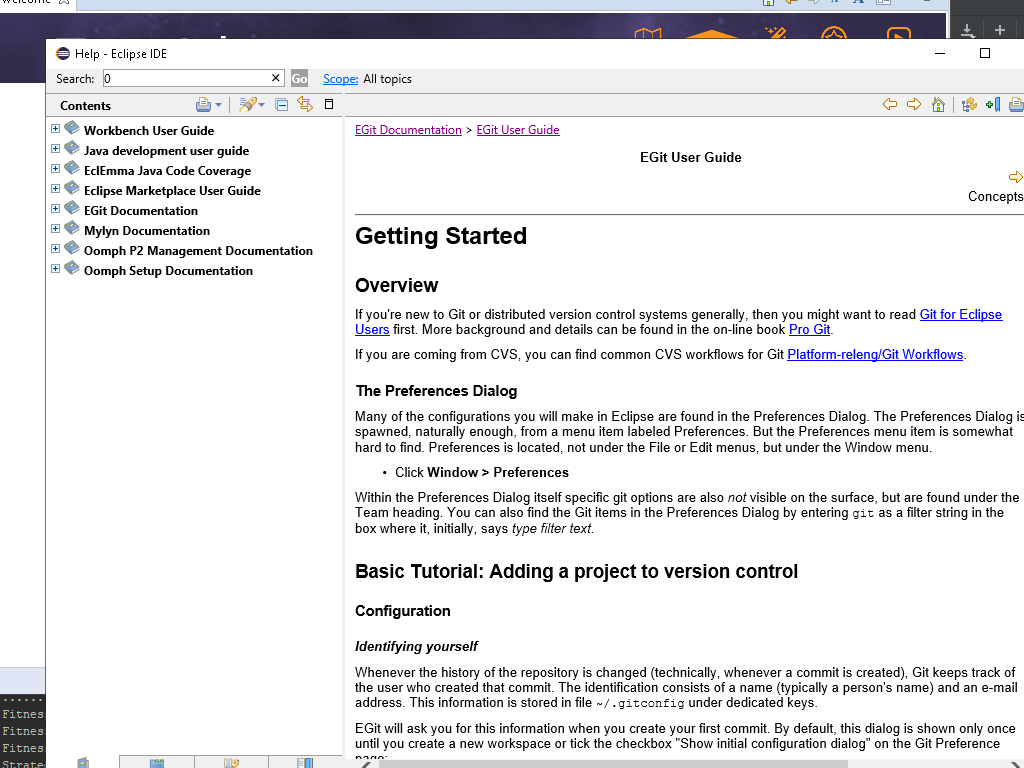 Welcome
Help - Eclipse IDE
Search: 0 Go Scope: All topics
Contents
Workbench User Guide
Java development user guide
EclEmma Java Code Coverage
Eclipse Marketplace User Guide
EGit Documentation
Mylyn Documentation
Oomph P2 Management Documentation
Oomph Setup Documentation
EGit Documentation > EGit User Guide
EGit User Guide
Concepts
Getting Started
Overview
If you're new to Git or distributed version control systems generally, then you might want to read Git for Eclipse
Users first. More background and details can be found in the on-line book Pro Git.
If you are coming from CVS, you can find common CVS workflows for Git Platform-releng/Git Workflows.
The Preferences Dialog
Many of the configurations you will make in Eclipse are found in the Preferences Dialog. The Preferences Dialog is
spawned, naturally enough, from a menu item labeled Preferences. But the Preferences menu item is somewhat
hard to find. Preferences is located, not under the File or Edit menus, but under the Window menu.
• Click Window > Preferences
Within the Preferences Dialog itself specific git options are also not visible on the surface, but are found under the
Team heading. You can also find the Git items in the Preferences Dialog by entering git as a filter string in the
box where it, initially, says type filter text.
Basic Tutorial: Adding a project to version control
Configuration
Identifying yourself
Whenever the history of the repository is changed (technically, whenever a commit is created), Git keeps track of
the user who created that commit. The identification consists of a name (typically a person's name) and an e-mail
address. This information is stored in file ~/.gitconfig under dedicated keys.
EGit will ask you for this information when you create your first commit. By default, this dialog is shown only once
until you create a new workspace or tick the checkbox "Show initial configuration dialog" on the Git Preference
page:
Fitnes
Fitnes
Fitnes
Strate